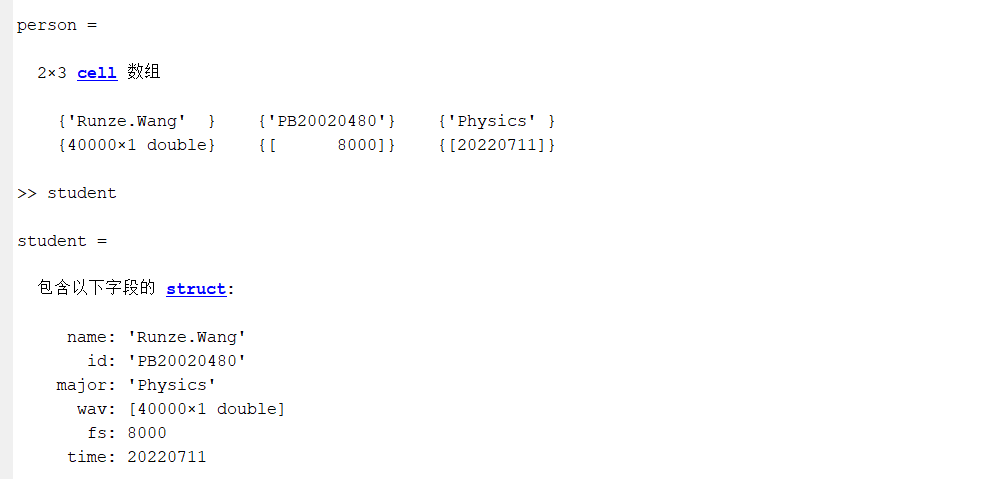 person =
2×3 cell 数组
{'Runze.Wang'  }    {'PB20020480'}    {'Physics' }
{40000×1 double}    {[      8000]}    {[20220711]}
>> student
student =
包含以下字段的 struct:
name: 'Runze.Wang'
id: 'PB20020480'
major: 'Physics'
wav: [40000×1 double]
fs: 8000
time: 20220711